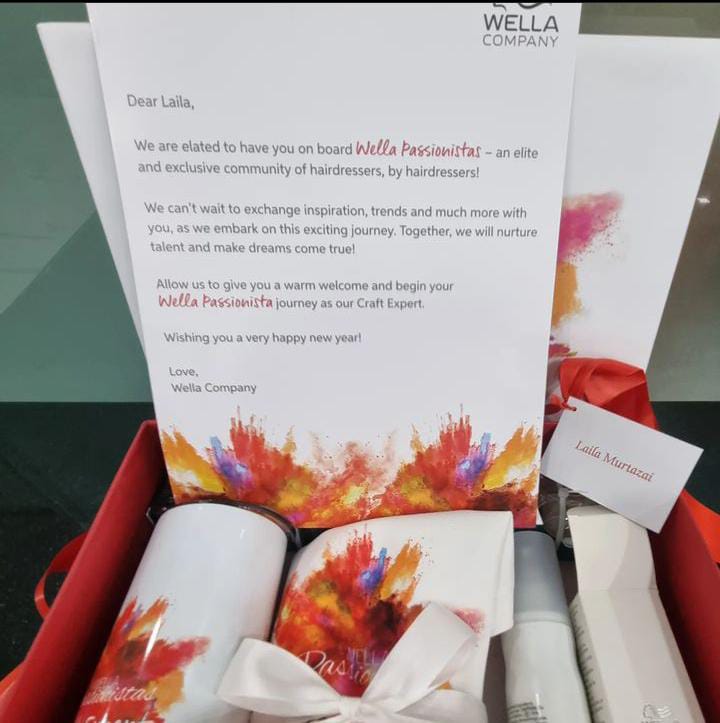 WELLA
COMPANY
Dear Laila,
We are elated to have you on board Wella Passionistas – an elite
and exclusive community of hairdressers, by hairdressers!
We can't wait to exchange inspiration, trends and much more with
you, as we embark on this exciting journey. Together, we will nurture
talent and make dreams come true!
Allow us to give you a warm welcome and begin your
Wella Passionista journey as our Craft Expert.
Wishing you a very happy new year!
Love,
Wella Company
Laila Murtazai